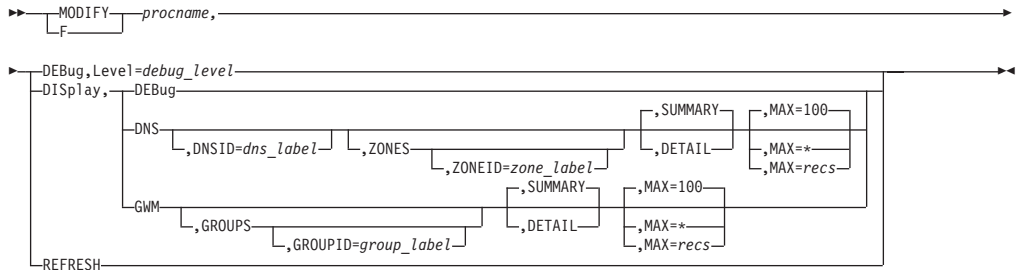 MODIFY procname,
F
DEBug,Level=debug_level
DISplay, DEBug
,SUMMARY ,MAX=100
DNS
,DNSID=dns_label ,ZONES ,DETAIL ,MAX=*
,ZONEID=zone_label ,MAX=recs
,SUMMARY ,MAX=100
GWM
,GROUPS ,DETAIL ,MAX=*
,GROUPID=group_label ,MAX=recs
REFRESH